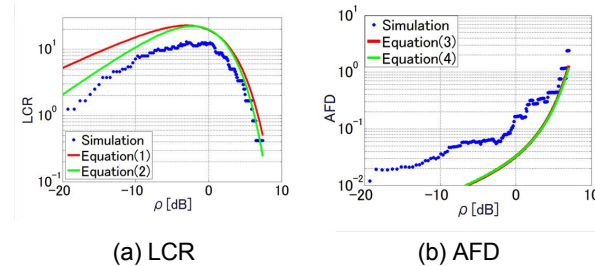 LCR
10¹
10⁰
10⁻¹
Simulation
Equation(1)
Equation(2)
-20
-10
0
10
ρ [dB]
(a) LCR
AFD
10¹
10⁰
10⁻¹
10⁻²
Simulation
Equation(3)
Equation(4)
-20
-10
0
10
ρ [dB]
(b) AFD